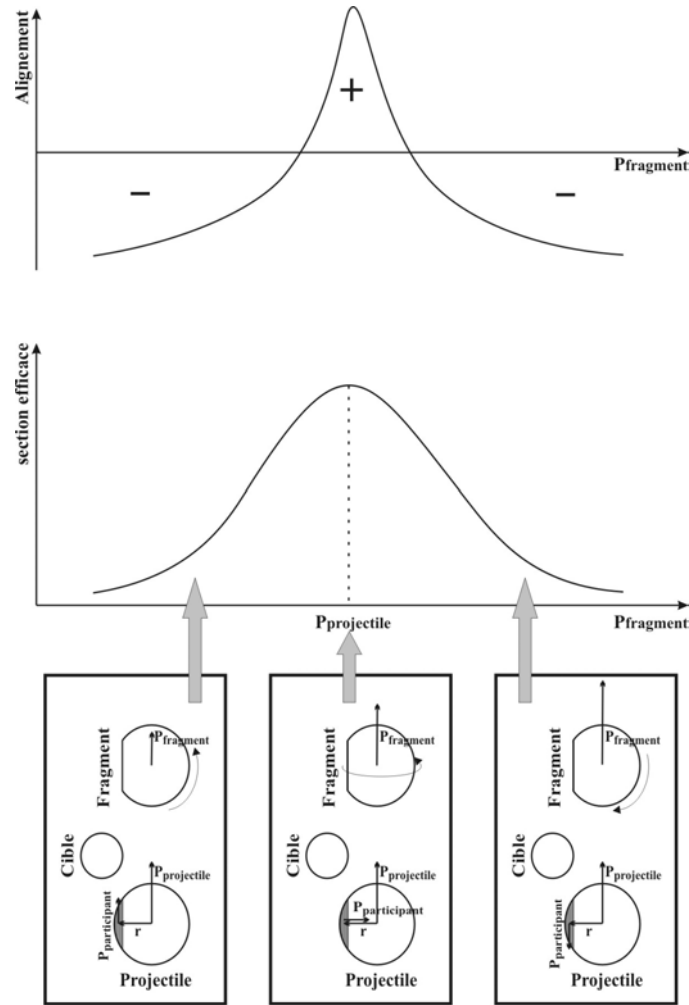 Alignement
+
Pfragment
− −
section efficace
Pprojectile
Pfragment
Pfragment
Fragment
Cible
Pprojectile
Pparticipant
r
Projectile
Pfragment
Fragment
Cible
Pprojectile
Pparticipant
r
Projectile
Pfragment
Fragment
Cible
Pprojectile
Pparticipant
r
Projectile